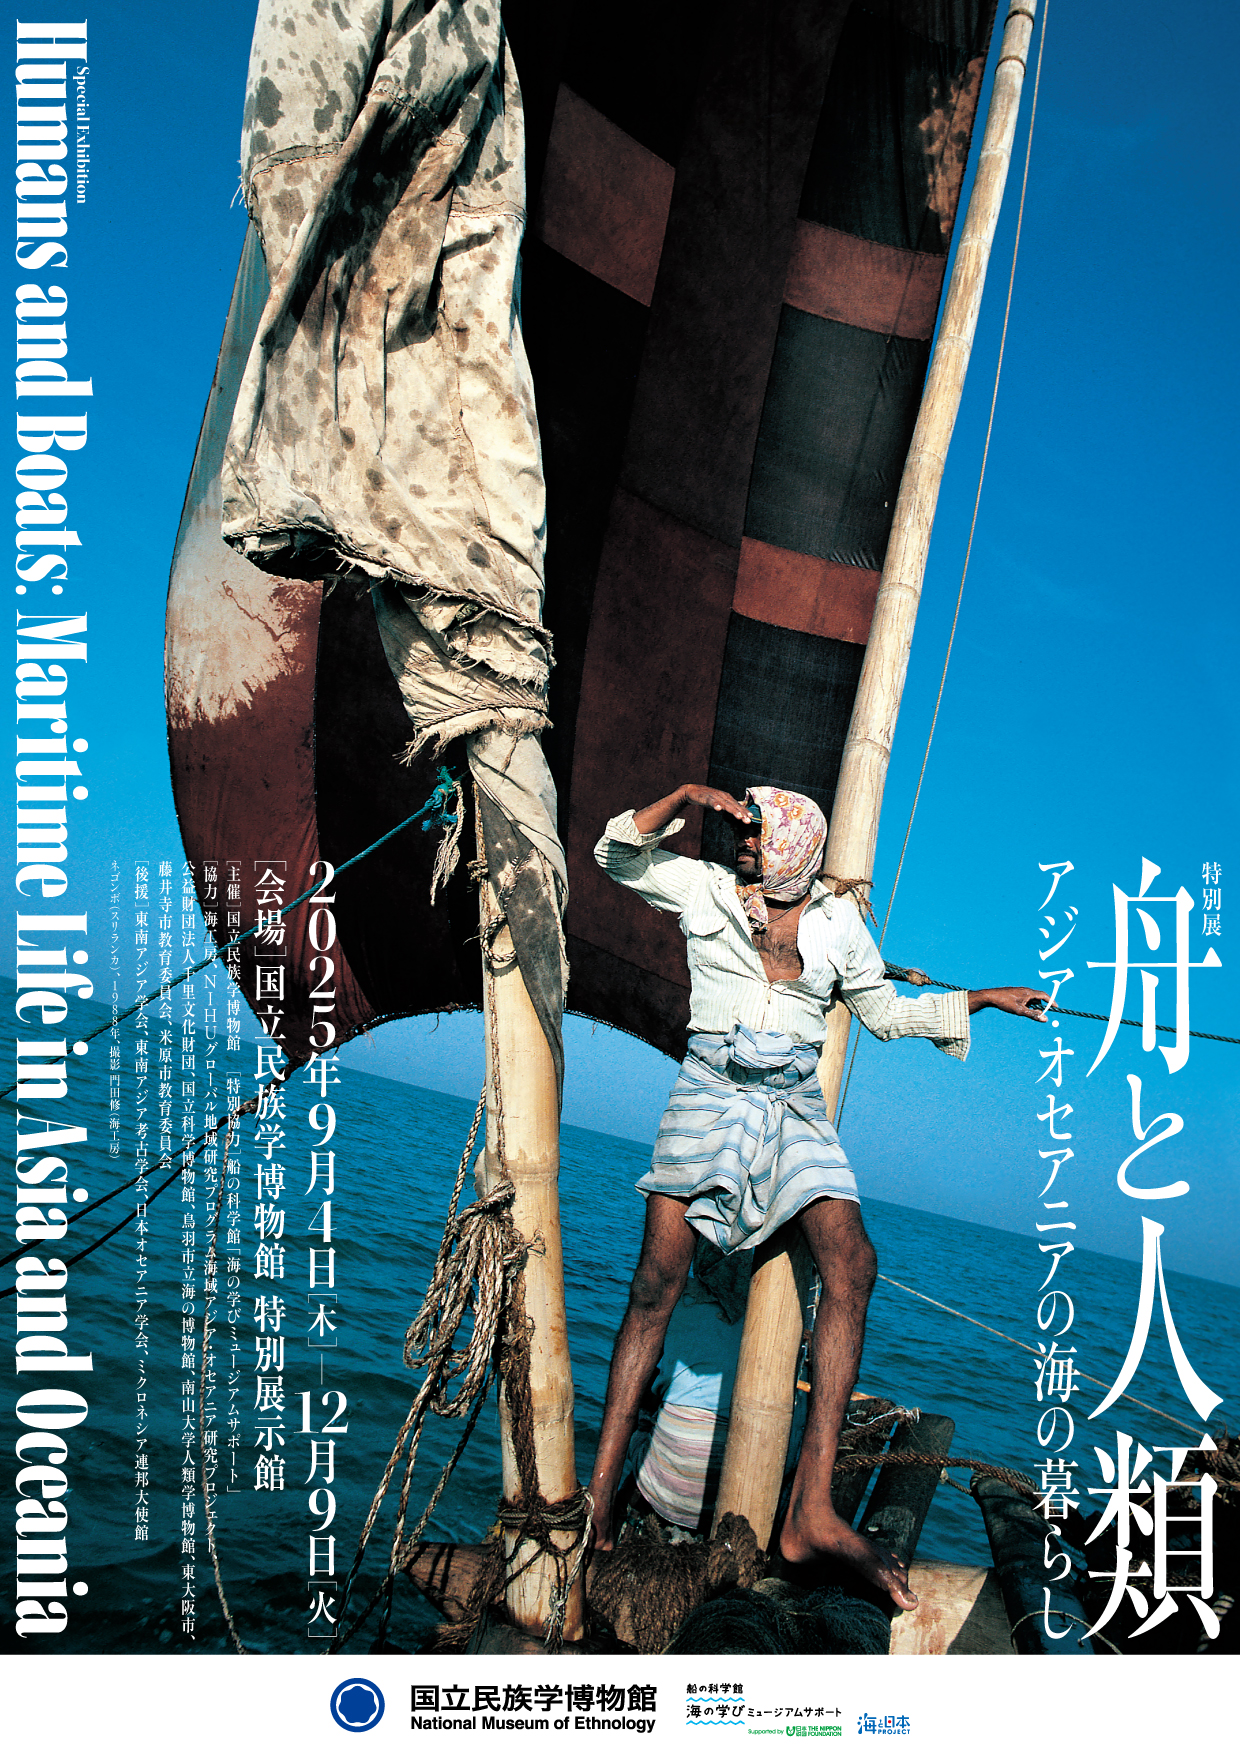 特別展
舟と人類
アジア・オセアニアの海の暮らし
2025年9月4日[木]―12月9日[火]
[会場]国立民族学博物館 特別展示館
[主催]国立民族学博物館 [特別協力]船の科学館「海の学びミュージアムサポート」
[協力]海工房、NIHUグローバル地域研究プログラム海域アジア・オセアニア研究プロジェクト
公益財団法人千里文化財団、国立科学博物館、鳥羽市立海の博物館、南山大学人類学博物館、東大阪市、
藤井寺市教育委員会、米原市教育委員会
[後援]東南アジア学会、東南アジア考古学会、日本オセアニア学会、ミクロネシア連邦大使館
ネゴンボ(スリランカ)、1988年、撮影 門田修(海工房)
Special Exhibition
Humans and Boats: Maritime Life in Asia and Oceania
国立民族学博物館
National Museum of Ethnology
船の科学館
海の学びミュージアムサポート
Supported by 日本財団 THE NIPPON FOUNDATION
海と日本 PROJECT